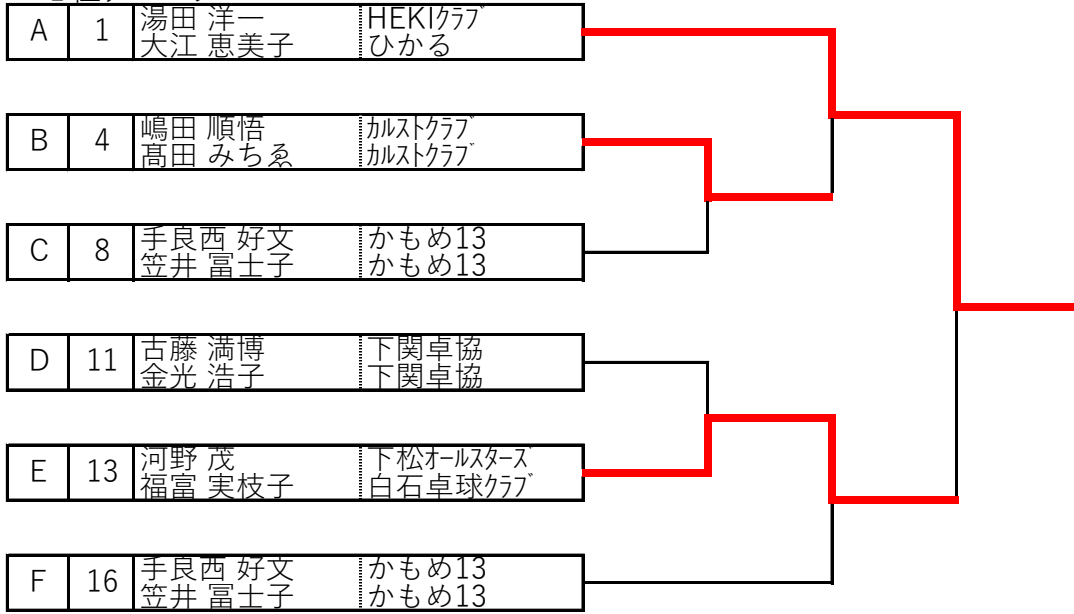 A 1 湯田 洋一 HEKIｸﾗﾌﾞ
大江 恵美子 ひかる
B 4 嶋田 順悟 ｶﾙｽﾄｸﾗﾌﾞ
髙田 みちゑ ｶﾙｽﾄｸﾗﾌﾞ
C 8 手良西 好文 かもめ13
笠井 冨士子 かもめ13
D 11 古藤 満博 下関卓協
金光 浩子 下関卓協
E 13 河野 茂 下松ｵｰﾙｽﾀｰｽﾞ
福富 実枝子 白石卓球ｸﾗﾌﾞ
F 16 手良西 好文 かもめ13
笠井 冨士子 かもめ13